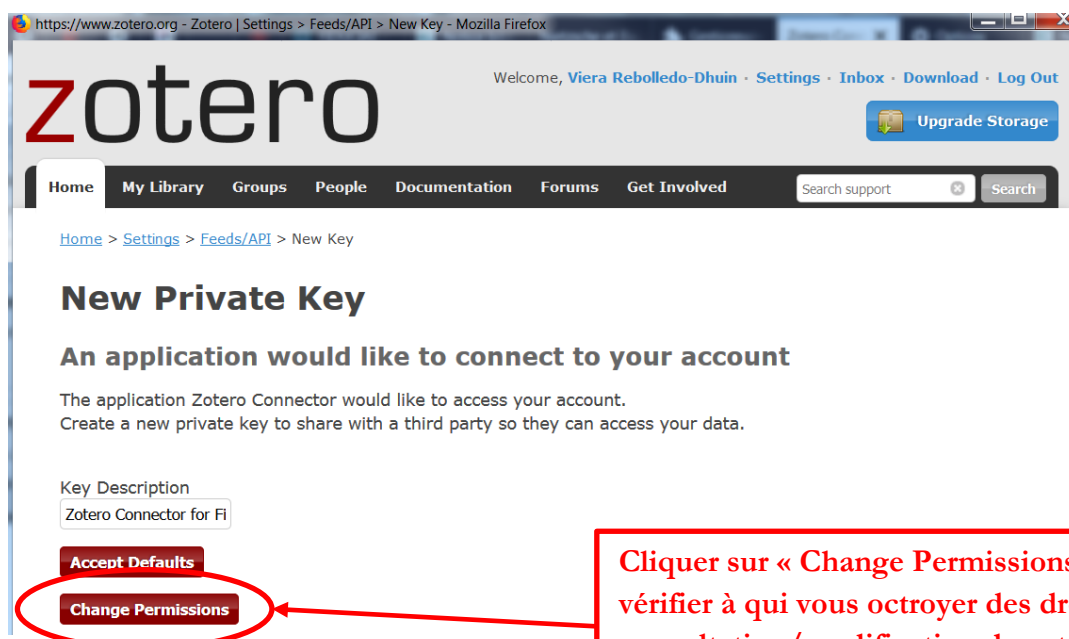 https://www.zotero.org - Zotero | Settings > Feeds/API > New Key - Mozilla Firefox
zotero
Welcome, Viera Rebolledo-Dhuin · Settings · Inbox · Download · Log Out
Upgrade Storage
Home My Library Groups People Documentation Forums Get Involved
Search support
Search
Home > Settings > Feeds/API > New Key
New Private Key
An application would like to connect to your account
The application Zotero Connector would like to access your account.
Create a new private key to share with a third party so they can access your data.
Key Description
Zotero Connector for Fi
Accept Defaults
Change Permissions
Cliquer sur « Change Permissions
vérifier à qui vous octroyer des dr